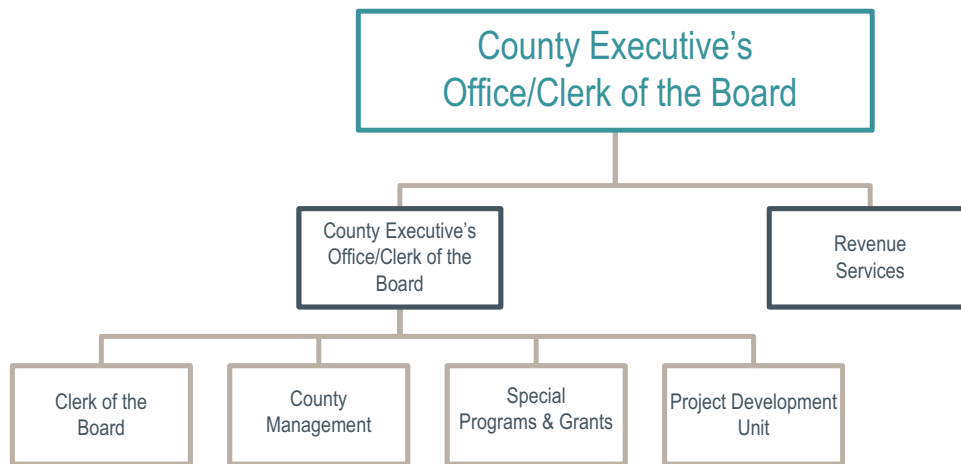 County Executive's
Office/Clerk of the Board
County Executive's
Office/Clerk of the
Board
Revenue
Services
Clerk of the
Board
County
Management
Special
Programs & Grants
Project Development
Unit